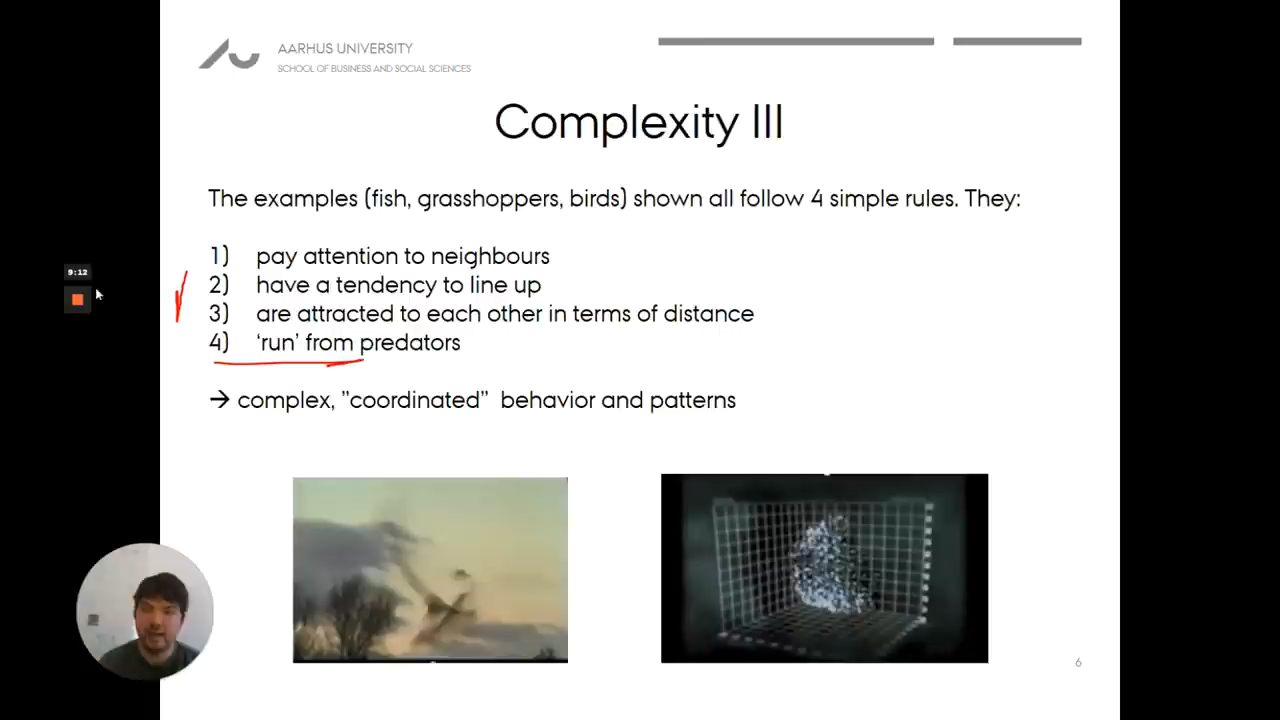 AARHUS UNIVERSITY
SCHOOL OF BUSINESS AND SOCIAL SCIENCES
Complexity III
The examples (fish, grasshoppers, birds) shown all follow 4 simple rules. They:
1) pay attention to neighbours
2) have a tendency to line up
3) are attracted to each other in terms of distance
4) ‘run’ from predators
→ complex, ”coordinated” behavior and patterns
9:12
6